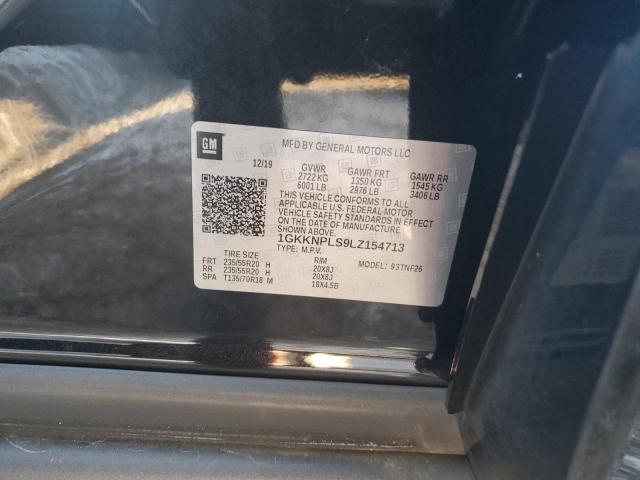 GM
MFD BY GENERAL MOTORS LLC
12/19 GVWR GAWR FRT GAWR RR
2722 KG 1350 KG 1545 KG
6001 LB 2976 LB 3406 LB
THIS VEHICLE CONFORMS TO ALL
APPLICABLE U.S. FEDERAL MOTOR
VEHICLE SAFETY STANDARDS IN EFFECT
ON THE DATE OF MANUFACTURE
SHOWN ABOVE.
1GKKNPLS9LZ154713
TYPE: M.P.V. MODEL: 93TNF26
TIRE SIZE RIM
FRT 235/55R20 H 20X8J
RR 235/55R20 H 20X8J
SPA T135/70R18 M 18X4.5B